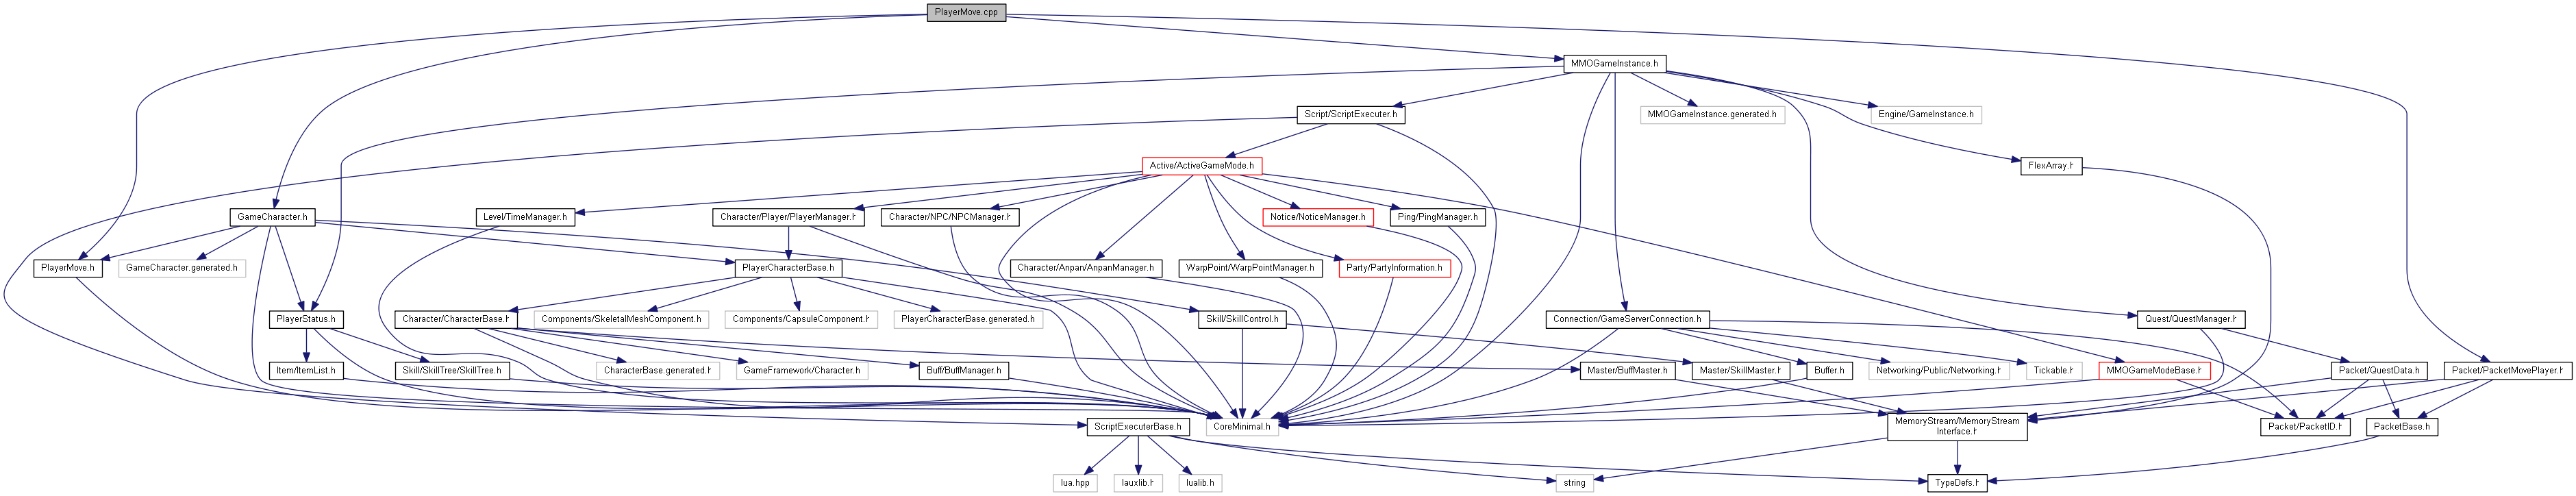 PlayerMove.cpp
MMOGameInstance.h
Script/ScriptExecuter.h
MMOGameInstance.generated.h
Engine/GameInstance.h
Active/ActiveGameMode.h
FlexArray.h
GameCharacter.h
Level/TimeManager.h
Character/Player/PlayerManager.h
Character/NPC/NPCManager.h
Notice/NoticeManager.h
Ping/PingManager.h
PlayerMove.h
GameCharacter.generated.h
PlayerCharacterBase.h
Character/Anpan/AnpanManager.h
WarpPoint/WarpPointManager.h
Party/PartyInformation.h
PlayerStatus.h
Character/CharacterBase.h
Components/SkeletalMeshComponent.h
Components/CapsuleComponent.h
PlayerCharacterBase.generated.h
Skill/SkillControl.h
Connection/GameServerConnection.h
Quest/QuestManager.h
Item/ItemList.h
Skill/SkillTree/SkillTree.h
CharacterBase.generated.h
GameFramework/Character.h
Buff/BuffManager.h
Master/BuffMaster.h
Master/SkillMaster.h
Buffer.h
Networking/Public/Networking.h
Tickable.h
MMOGameModeBase.h
Packet/QuestData.h
Packet/PacketMovePlayer.h
ScriptExecuterBase.h
CoreMinimal.h
MemoryStream/MemoryStream
Interface.h
Packet/PacketID.h
PacketBase.h
lua.hpp
lauxlib.h
lualib.h
string
TypeDefs.h